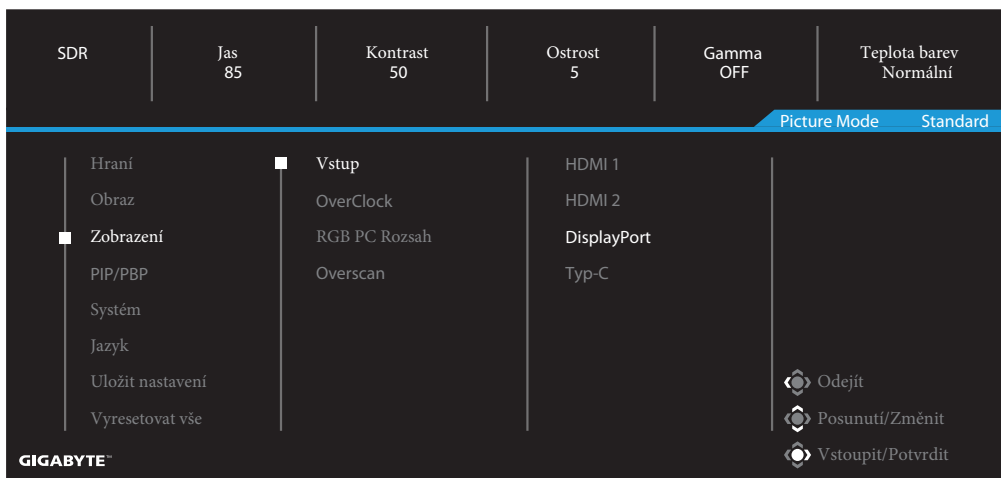 SDR
Jas
85
Kontrast
50
Ostrost
5
Gamma
OFF
Teplota barev
Normální
Picture Mode Standard
Hraní
Obraz
Zobrazení
PIP/PBP
Systém
Jazyk
Uložit nastavení
Vyresetovat vše
Vstup
OverClock
RGB PC Rozsah
Overscan
HDMI 1
HDMI 2
DisplayPort
Typ-C
Odejít
Posunutí/Změnit
Vstoupit/Potvrdit
GIGABYTE™